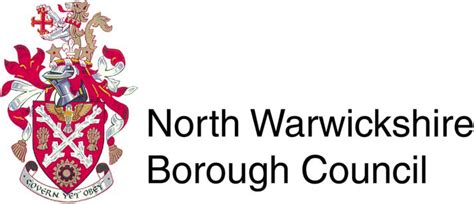 North Warwickshire
Borough Council
GOVERN YET OBEY